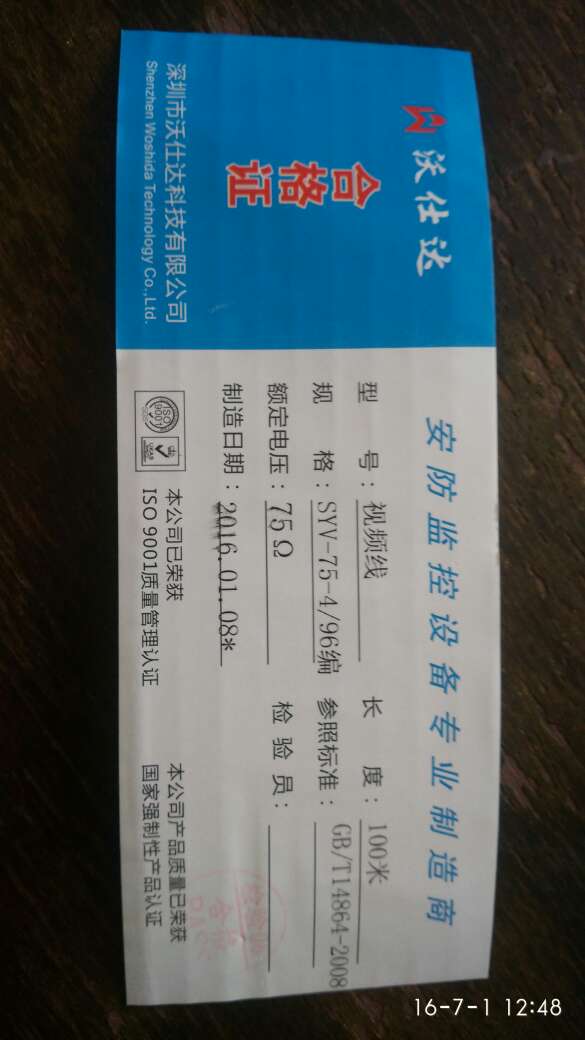 沃仕达
合格证
深圳市沃仕达科技有限公司
Shenzhen Woshida Technology Co.,Ltd.
安防监控设备专业制造商
型 号：视频线 长 度：100米
规 格：SYV-75-4/96编 参照标准：GB/T14864-2008
额定电压：75Ω 检 验 员：
制造日期：2016.01.08*
ISO 9001
UKAS
本公司已荣获
ISO 9001质量管理认证
本公司产品质量已荣获
国家强制性产品认证
16-7-1 12:48